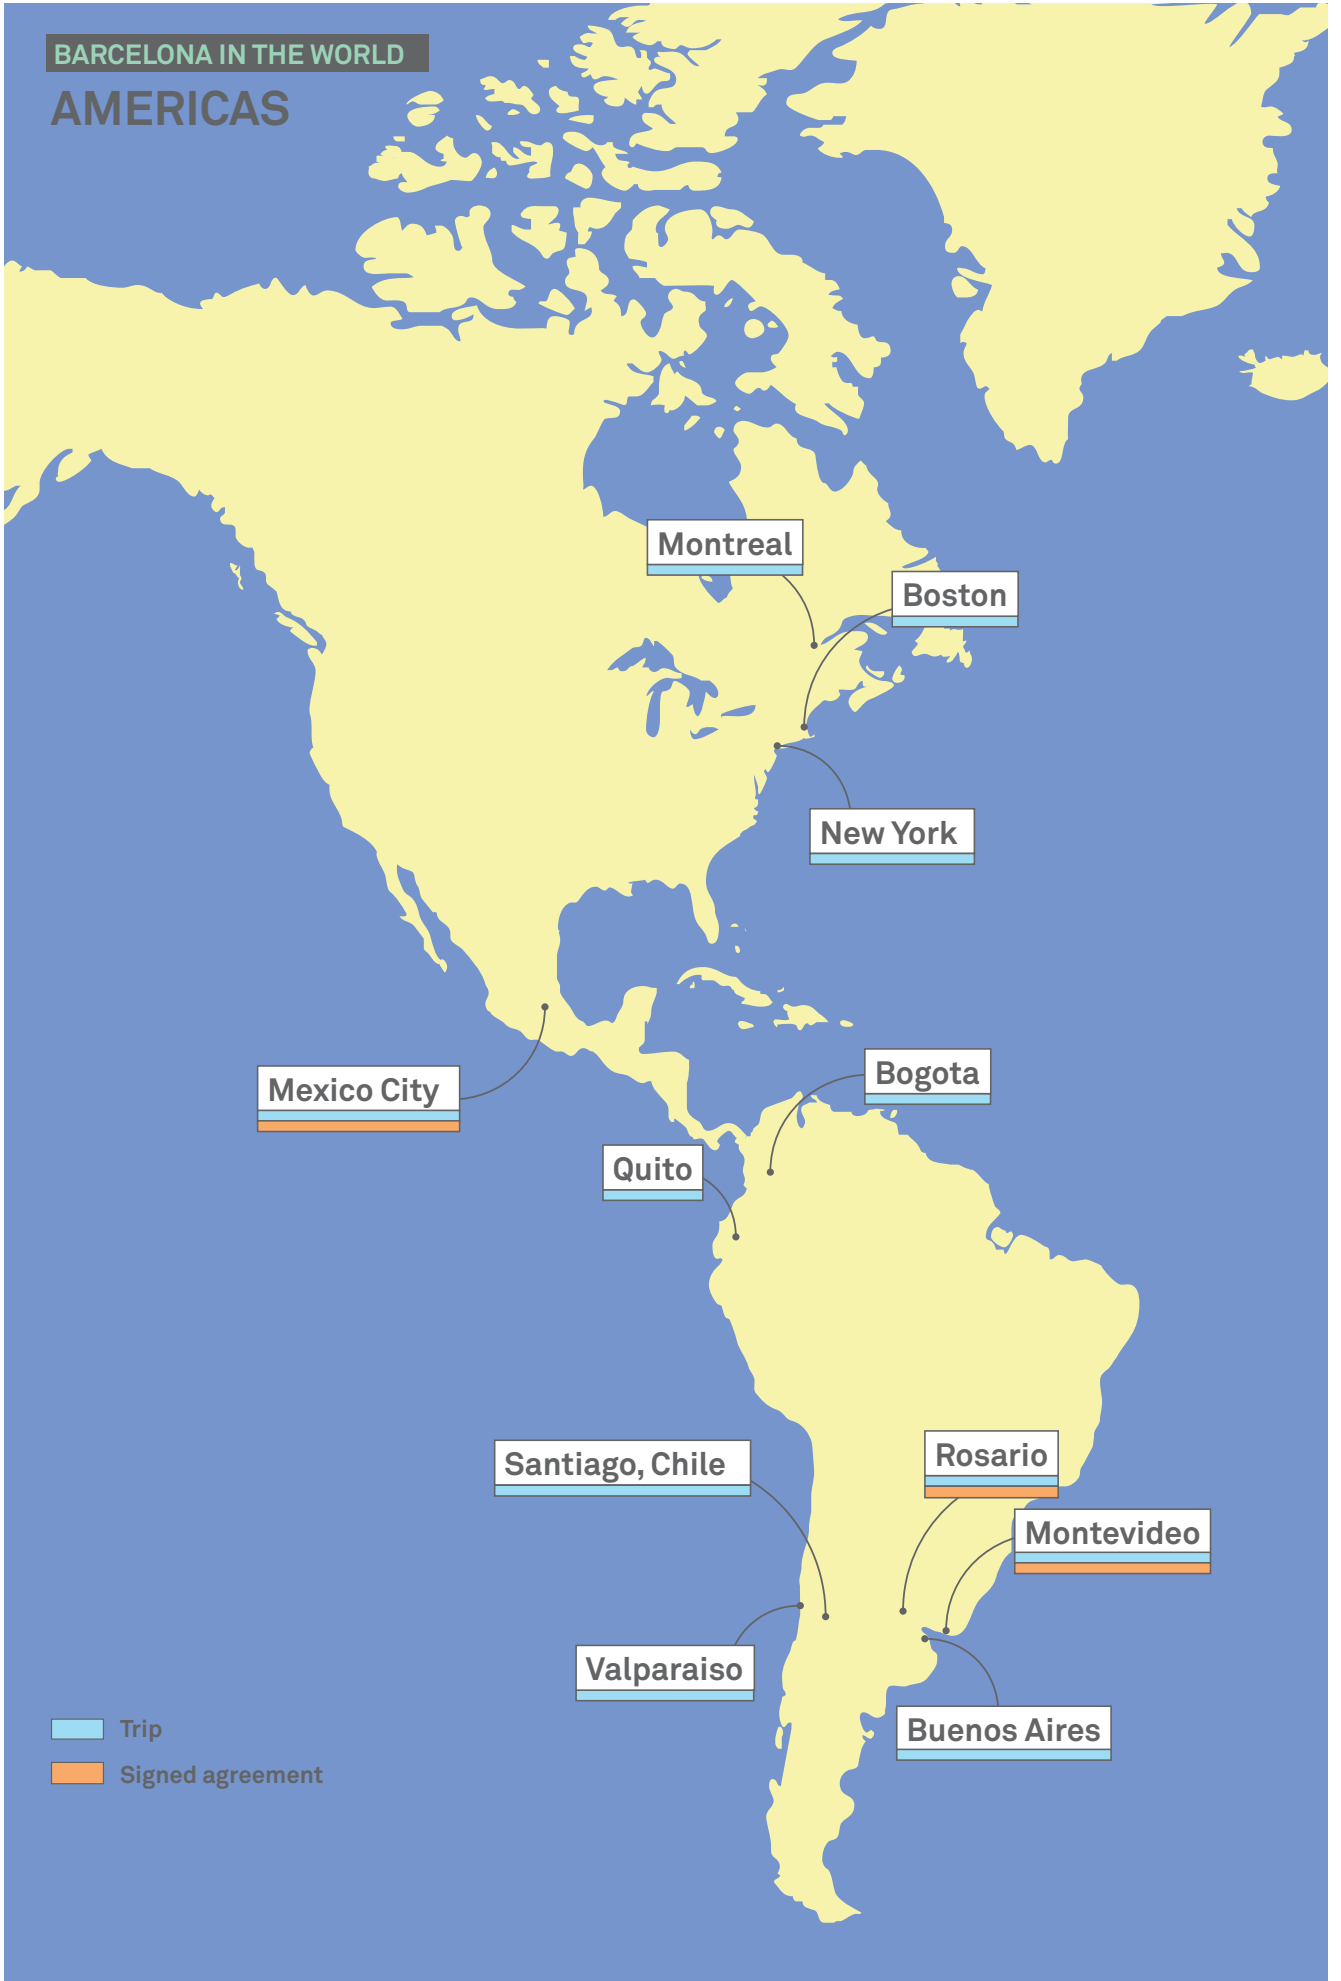 BARCELONA IN THE WORLD
AMERICAS
Montreal
Boston
New York
Mexico City
Bogota
Quito
Santiago, Chile
Rosario
Montevideo
Valparaiso
Buenos Aires
Trip
Signed agreement